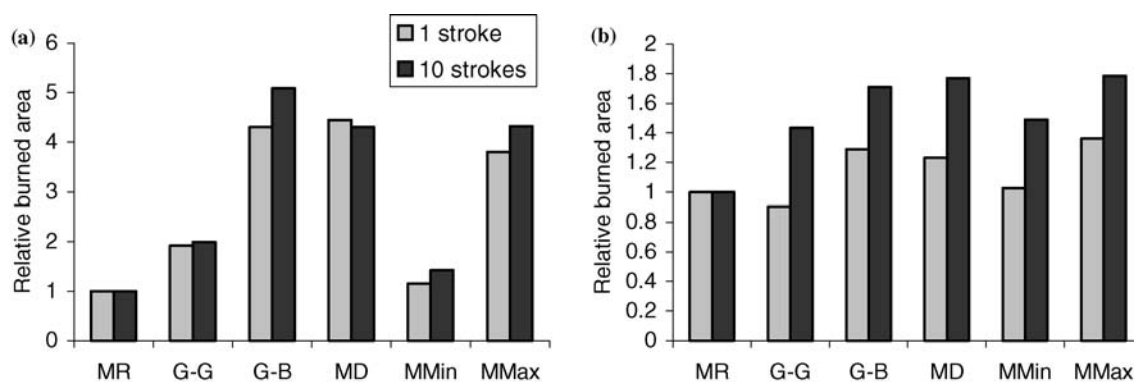 (a)
Relative burned area
6
5
4
3
2
1
0
1 stroke
10 strokes
MR G-G G-B MD MMin MMax
(b)
Relative burned area
2
1.8
1.6
1.4
1.2
1
0.8
0.6
0.4
0.2
0
MR G-G G-B MD MMin MMax